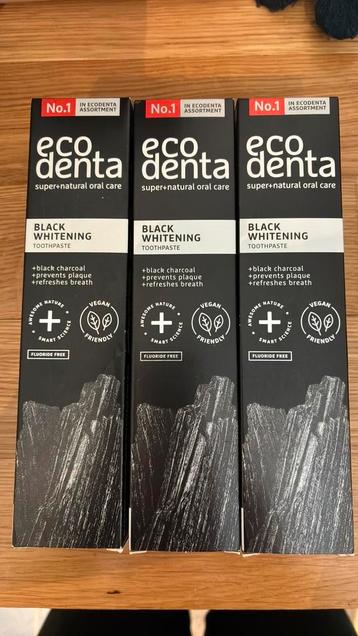 No.1 IN ECODENTA
ASSORTMENT
eco
denta
super+natural oral care
BLACK
WHITENING
TOOTHPASTE
+black charcoal
+prevents plaque
+refreshes breath
AWESOME NATURE
+
SMART SCIENCE
VEGAN
FRIENDLY
FLUORIDE FREE
No.1 IN ECODENTA
ASSORTMENT
eco
denta
super+natural oral care
BLACK
WHITENING
TOOTHPASTE
+black charcoal
+prevents plaque
+refreshes breath
AWESOME NATURE
+
SMART SCIENCE
VEGAN
FRIENDLY
FLUORIDE FREE
No.1 IN ECODENTA
ASSORTMENT
eco
denta
super+natural oral care
BLACK
WHITENING
TOOTHPASTE
+black charcoal
+prevents plaque
+refreshes breath
AWESOME NATURE
+
SMART SCIENCE
VEGAN
FRIENDLY
FLUORIDE FREE